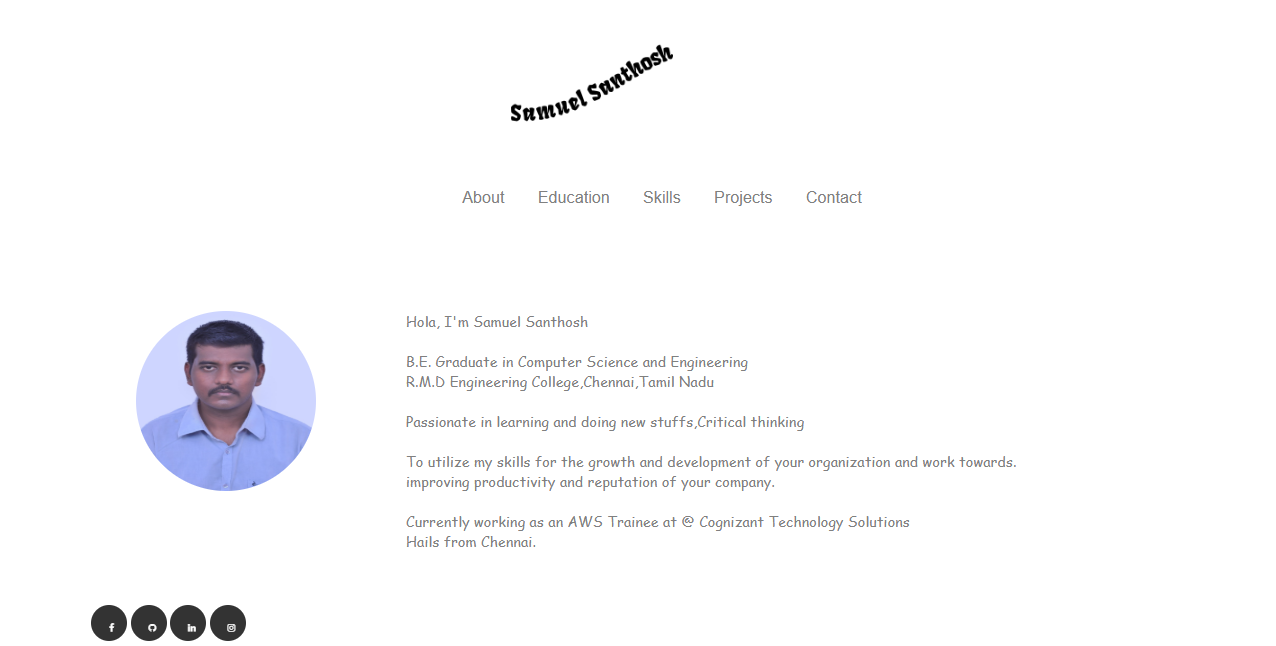 Samuel Santhosh
About Education Skills Projects Contact
Hola, I'm Samuel Santhosh
B.E. Graduate in Computer Science and Engineering
R.M.D Engineering College,Chennai,Tamil Nadu
Passionate in learning and doing new stuffs,Critical thinking
To utilize my skills for the growth and development of your organization and work towards.
improving productivity and reputation of your company.
Currently working as an AWS Trainee at @ Cognizant Technology Solutions
Hails from Chennai.